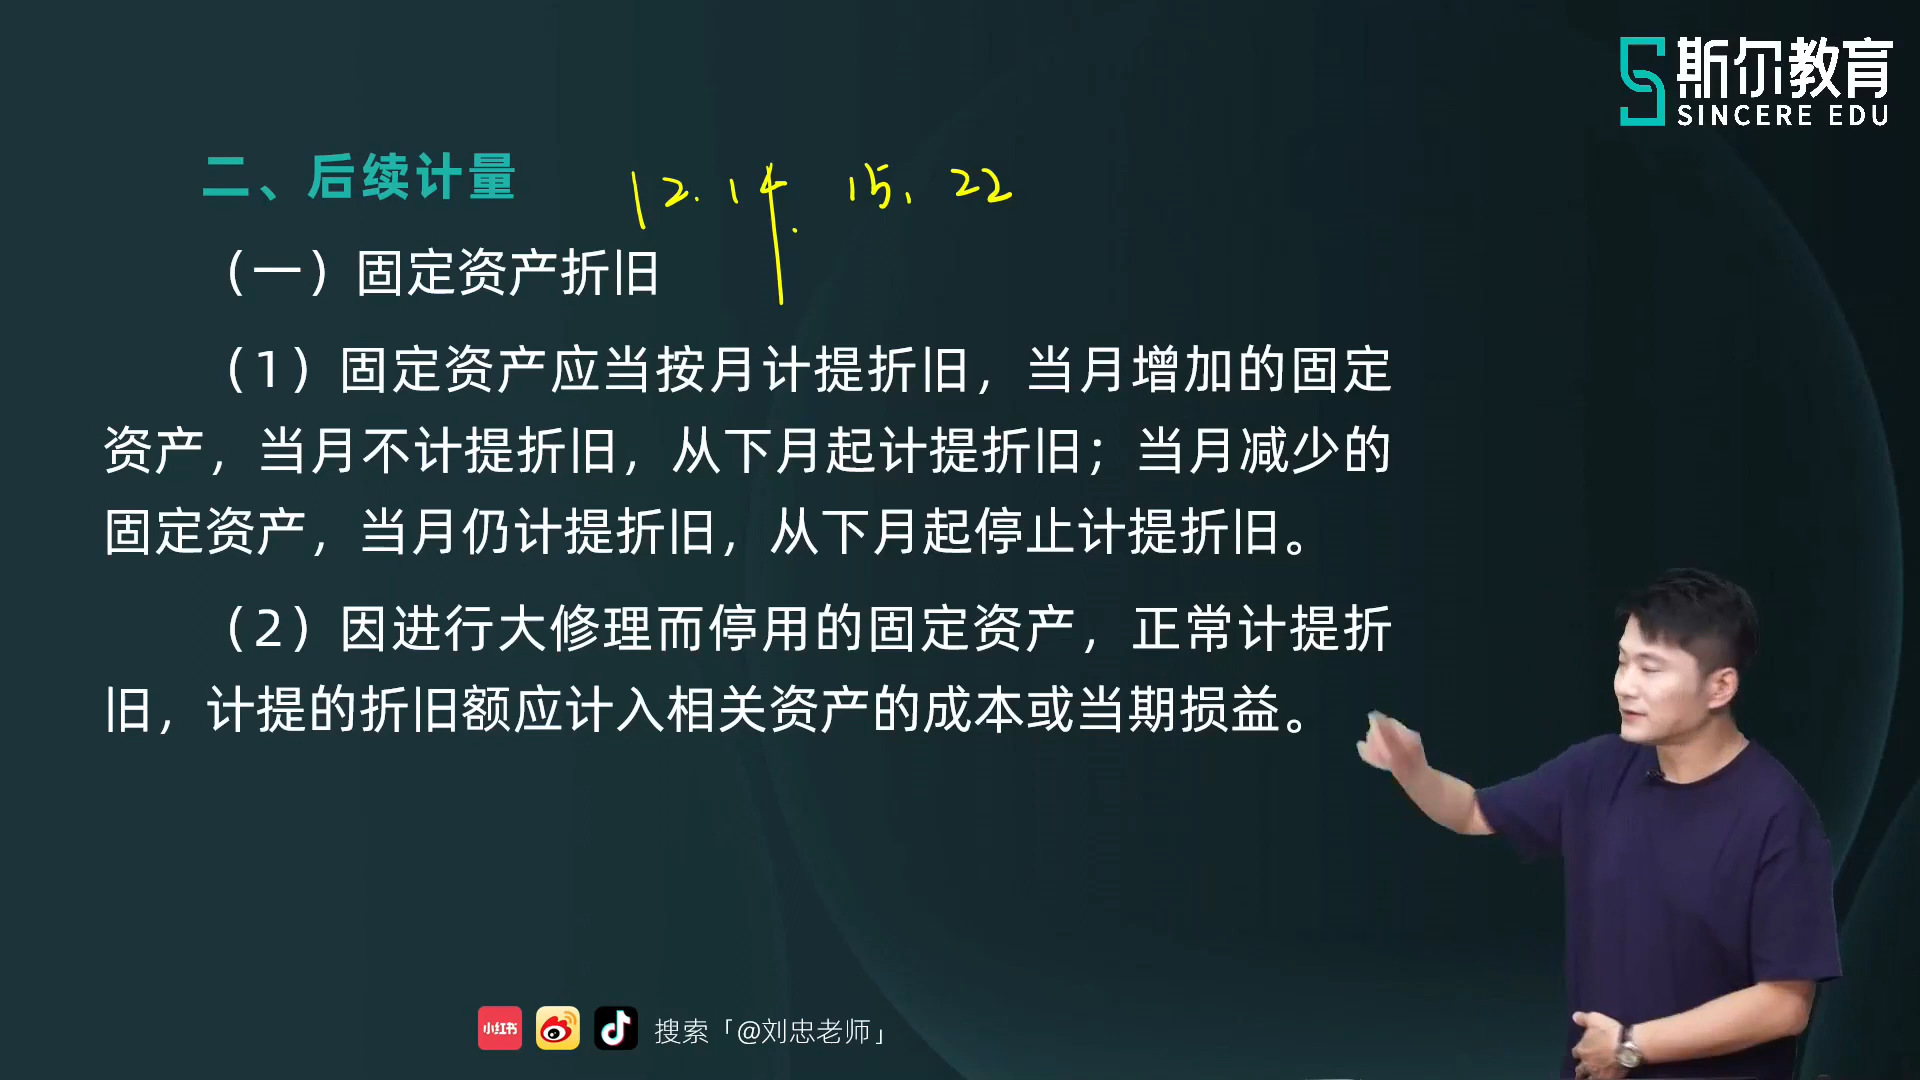 斯尔教育
SINCERE EDU
二、后续计量
12.14. 15、22
（一）固定资产折旧
（1）固定资产应当按月计提折旧，当月增加的固定
资产，当月不计提折旧，从下月起计提折旧；当月减少的
固定资产，当月仍计提折旧，从下月起停止计提折旧。
（2）因进行大修理而停用的固定资产，正常计提折
旧，计提的折旧额应计入相关资产的成本或当期损益。
小红书
搜索「@刘忠老师」